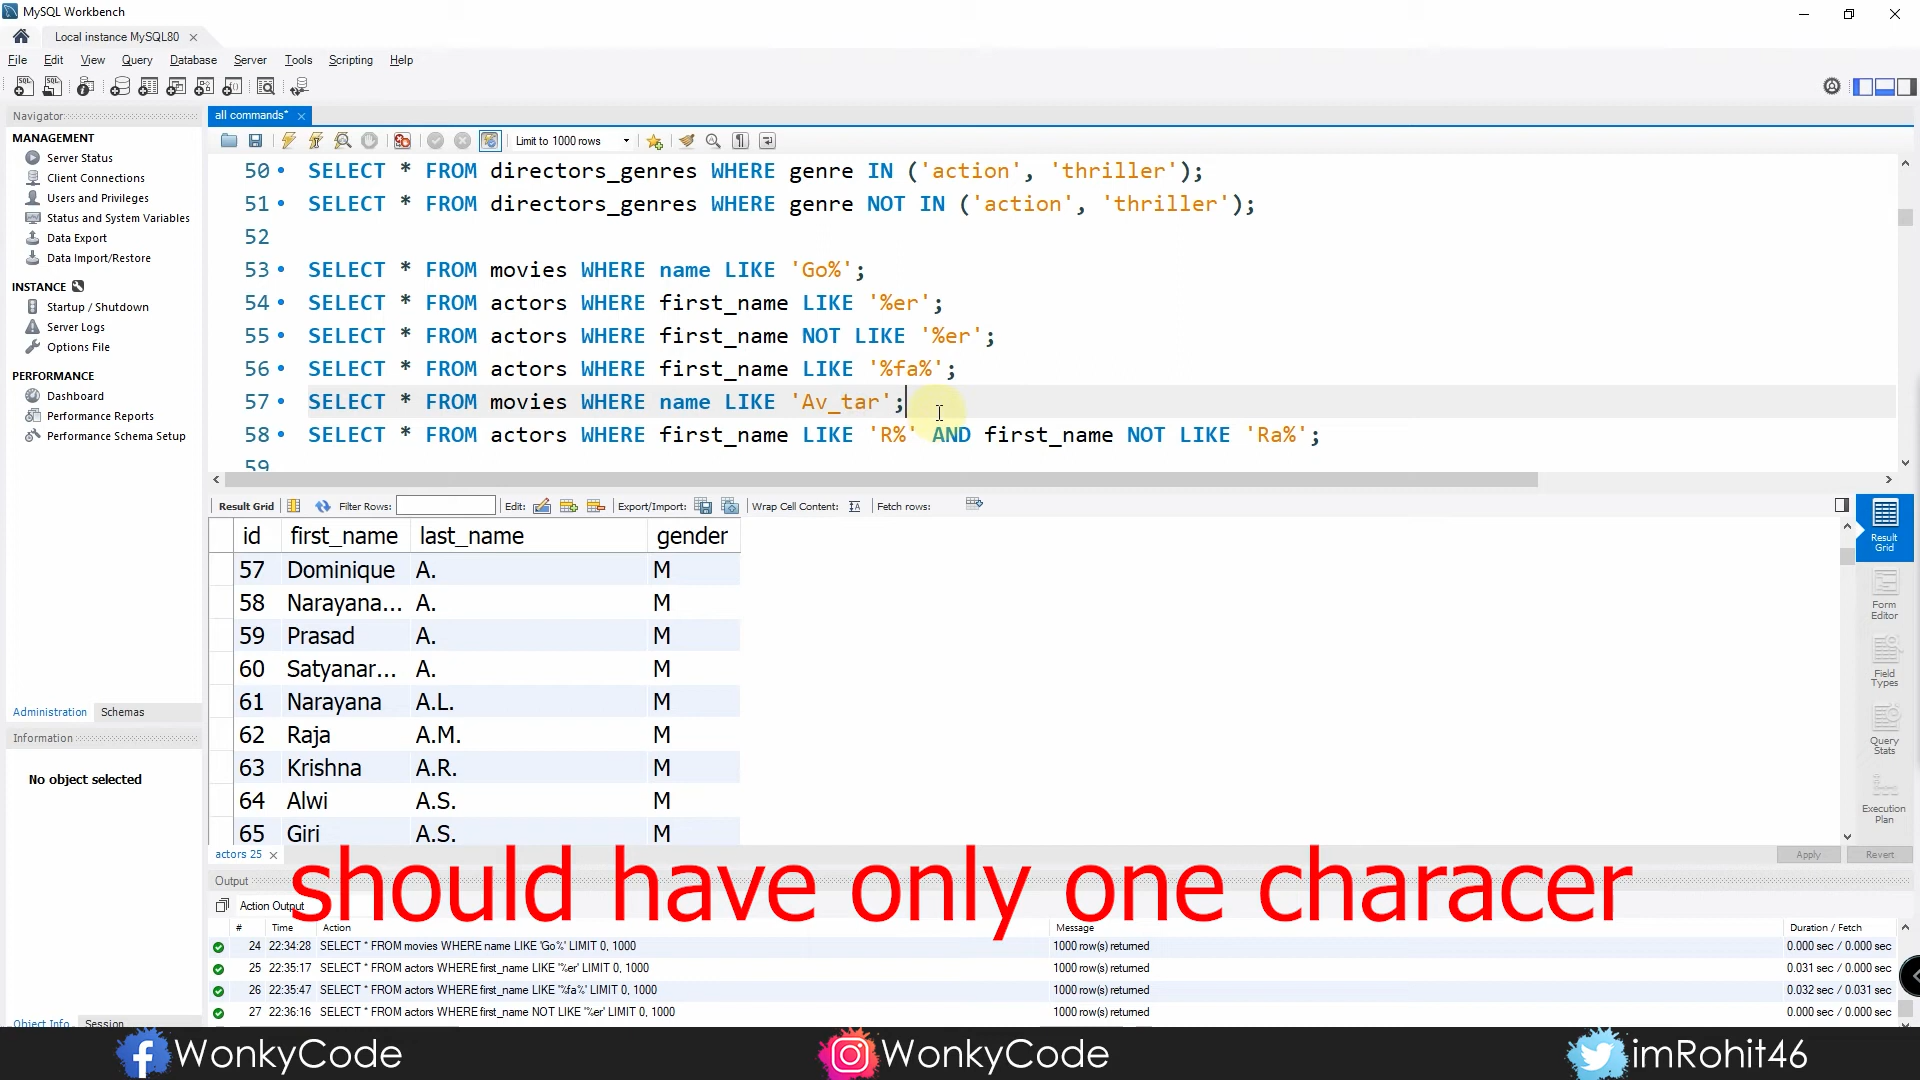 MySQL Workbench
Local instance MySQL80
File Edit View Query Database Server Tools Scripting Help
Navigator
MANAGEMENT
Server Status
Client Connections
Users and Privileges
Status and System Variables
Data Export
Data Import/Restore
INSTANCE
Startup / Shutdown
Server Logs
Options File
PERFORMANCE
Dashboard
Performance Reports
Performance Schema Setup
Administration Schemas
Information
No object selected
Object Info Session
all commands*
Limit to 1000 rows
50 SELECT * FROM directors_genres WHERE genre IN ('action', 'thriller');
51 SELECT * FROM directors_genres WHERE genre NOT IN ('action', 'thriller');
52
53 SELECT * FROM movies WHERE name LIKE 'Go%';
54 SELECT * FROM actors WHERE first_name LIKE '%er';
55 SELECT * FROM actors WHERE first_name NOT LIKE '%er';
56 SELECT * FROM actors WHERE first_name LIKE '%fa%';
57 SELECT * FROM movies WHERE name LIKE 'Av_tar';
58 SELECT * FROM actors WHERE first_name LIKE 'R%' AND first_name NOT LIKE 'Ra%';
59
Result Grid Filter Rows: Edit: Export/Import: Wrap Cell Content: Fetch rows:
id first_name last_name gender
57 Dominique A. M
58 Narayana... A. M
59 Prasad A. M
60 Satyanar... A. M
61 Narayana A.L. M
62 Raja A.M. M
63 Krishna A.R. M
64 Alwi A.S. M
65 Giri A.S. M
Result Grid
Form Editor
Field Types
Query Stats
Execution Plan
actors 25
Apply Revert
should have only one characer
Output
Action Output
# Time Action Message Duration / Fetch
24 22:34:28 SELECT * FROM movies WHERE name LIKE 'Go%' LIMIT 0, 1000 1000 row(s) returned 0.000 sec / 0.000 sec
25 22:35:17 SELECT * FROM actors WHERE first_name LIKE '%er' LIMIT 0, 1000 1000 row(s) returned 0.031 sec / 0.000 sec
26 22:35:47 SELECT * FROM actors WHERE first_name LIKE '%fa%' LIMIT 0, 1000 1000 row(s) returned 0.032 sec / 0.031 sec
27 22:36:16 SELECT * FROM actors WHERE first_name NOT LIKE '%er' LIMIT 0, 1000 1000 row(s) returned 0.000 sec / 0.000 sec
WonkyCode WonkyCode imRohit46